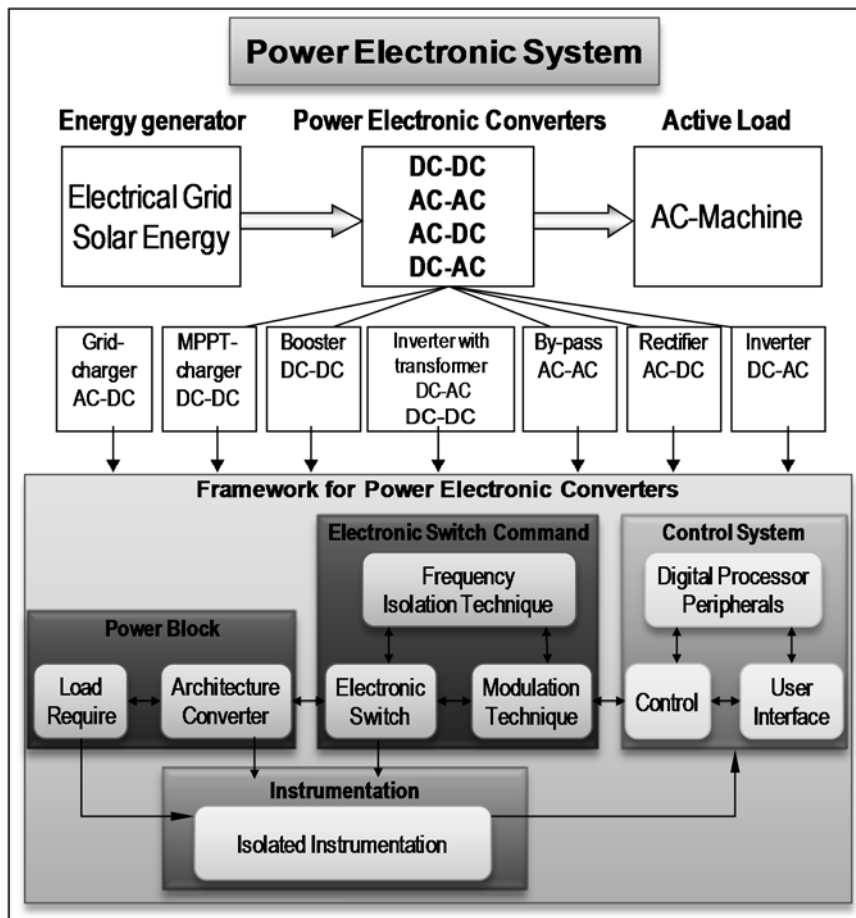 Power Electronic System
Energy generator
Power Electronic Converters
Active Load
Electrical Grid
Solar Energy
DC-DC
AC-AC
AC-DC
DC-AC
AC-Machine
Grid-
charger
AC-DC
MPPT-
charger
DC-DC
Booster
DC-DC
Inverter with
transformer
DC-AC
DC-DC
By-pass
AC-AC
Rectifier
AC-DC
Inverter
DC-AC
Framework for Power Electronic Converters
Electronic Switch Command
Control System
Frequency
Isolation Technique
Digital Processor
Peripherals
Power Block
Load
Require
Architecture
Converter
Electronic
Switch
Modulation
Technique
Control
User
Interface
Instrumentation
Isolated Instrumentation